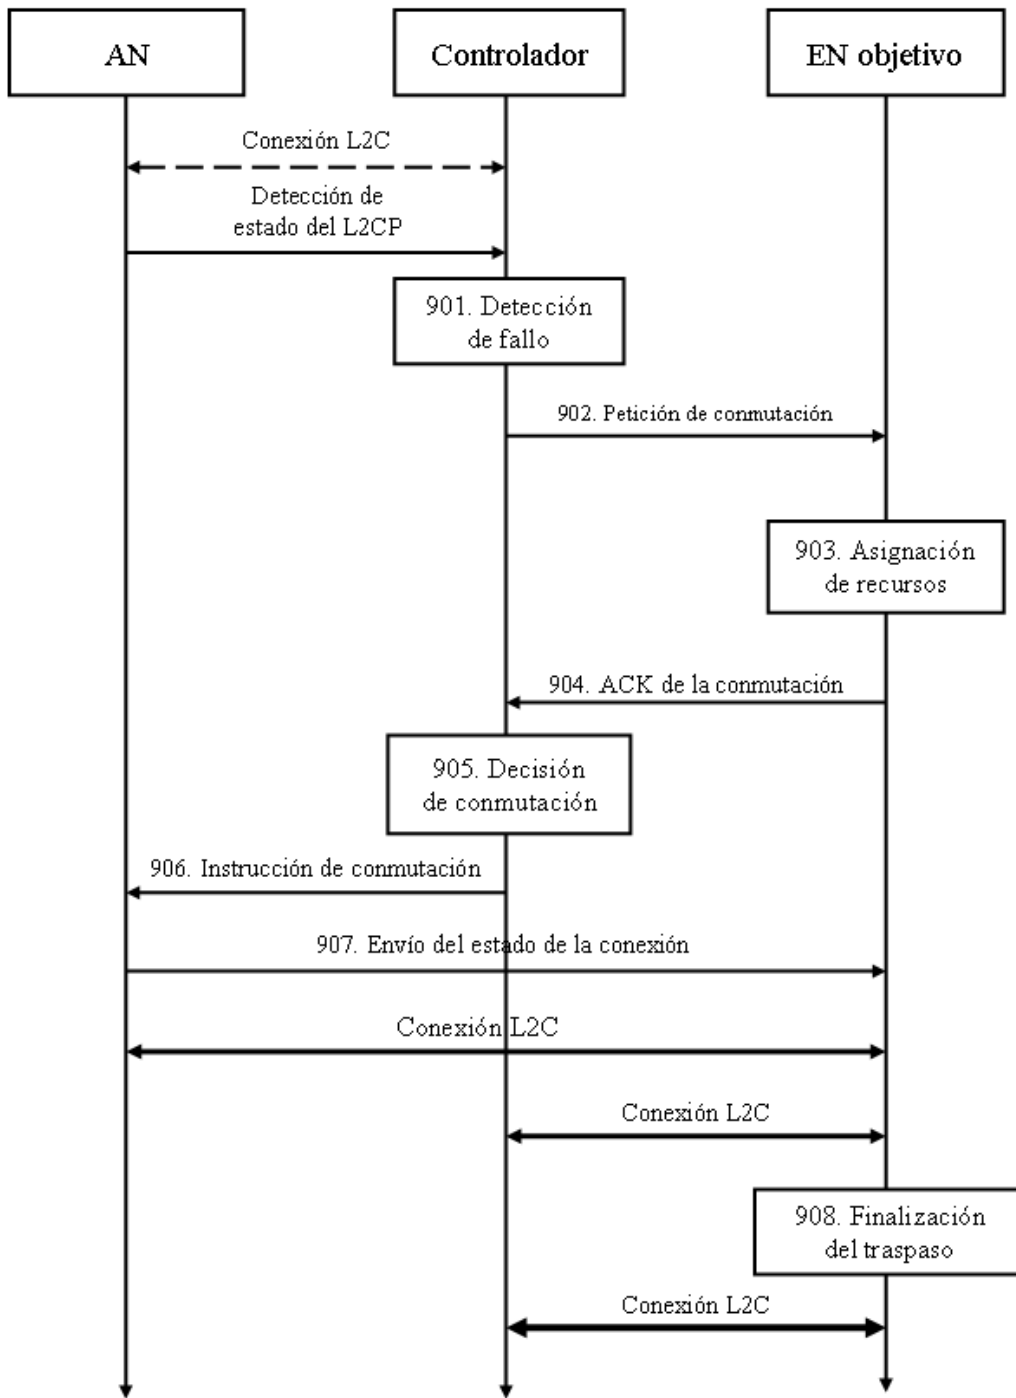 AN
Controlador
EN objetivo
Conexión L2C
Detección de
estado del L2CP
901. Detección
de fallo
902. Petición de conmutación
903. Asignación
de recursos
904. ACK de la conmutación
905. Decisión
de conmutación
906. Instrucción de conmutación
907. Envío del estado de la conexión
Conexión L2C
Conexión L2C
908. Finalización
del traspaso
Conexión L2C